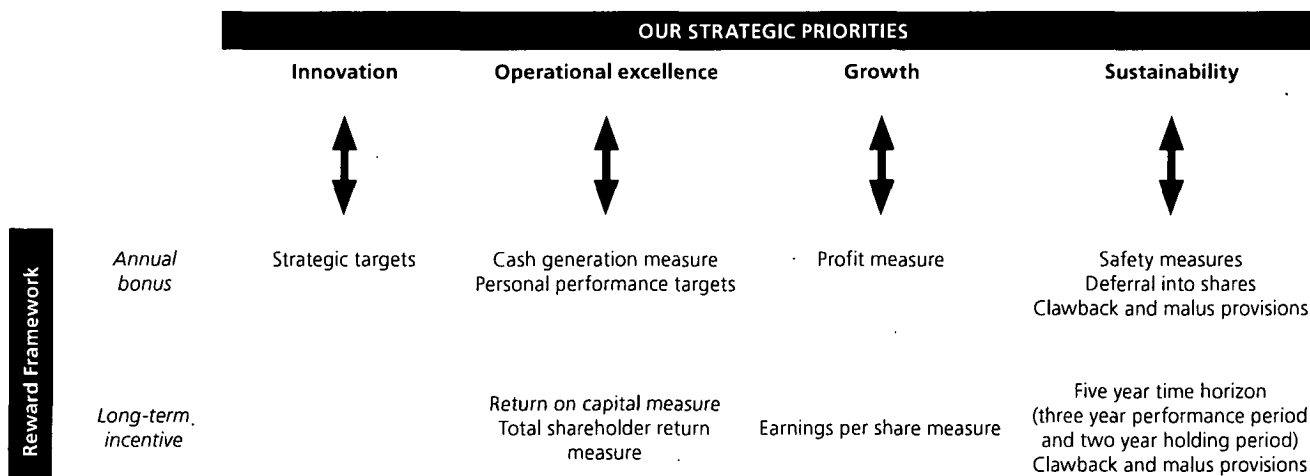 OUR STRATEGIC PRIORITIES
Innovation
Operational excellence
Growth
Sustainability
Reward Framework
Annual
bonus
Strategic targets
Cash generation measure
Personal performance targets
Profit measure
Safety measures
Deferral into shares
Clawback and malus provisions
Long-term
incentive
Return on capital measure
Total shareholder return
measure
Earnings per share measure
Five year time horizon
(three year performance period
and two year holding period)
Clawback and malus provisions